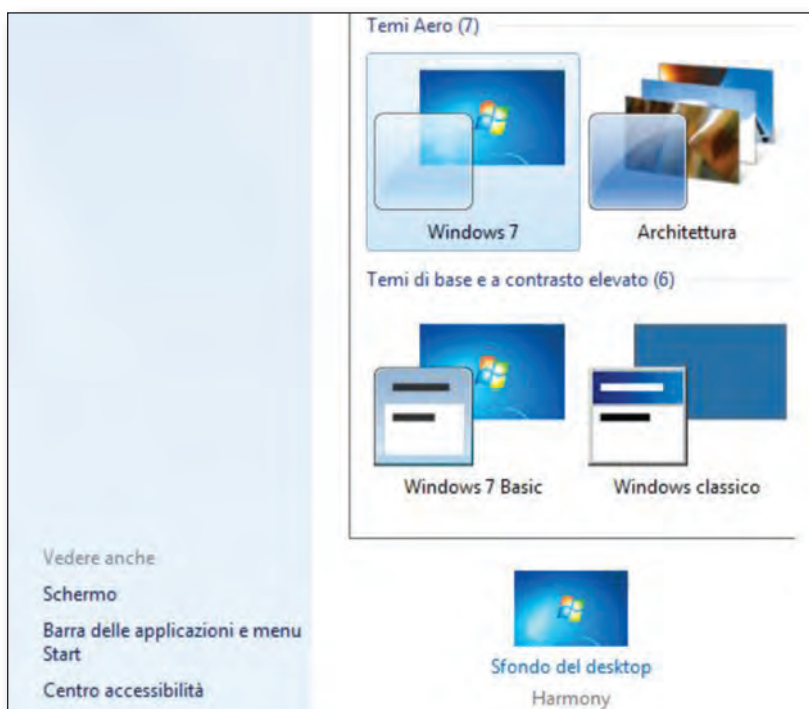 Temi Aero (7)
Windows 7
Architettura
Temi di base e a contrasto elevato (6)
Windows 7 Basic
Windows classico
Vedere anche
Schermo
Barra delle applicazioni e menu
Start
Centro accessibilità
Sfondo del desktop
Harmony